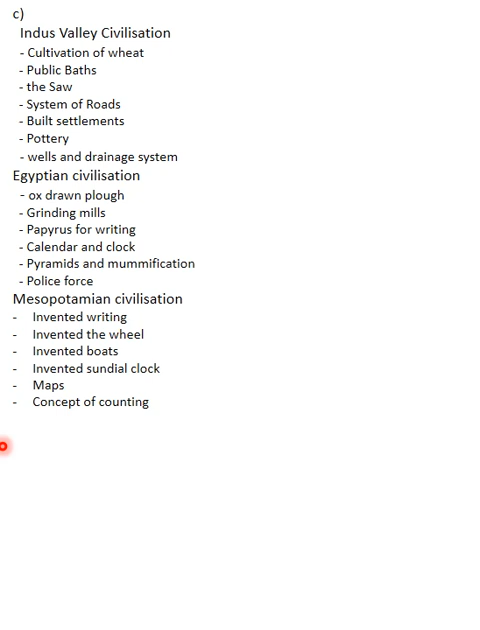 c)
Indus Valley Civilisation
- Cultivation of wheat
- Public Baths
- the Saw
- System of Roads
- Built settlements
- Pottery
- wells and drainage system
Egyptian civilisation
- ox drawn plough
- Grinding mills
- Papyrus for writing
- Calendar and clock
- Pyramids and mummification
- Police force
Mesopotamian civilisation
- Invented writing
- Invented the wheel
- Invented boats
- Invented sundial clock
- Maps
- Concept of counting